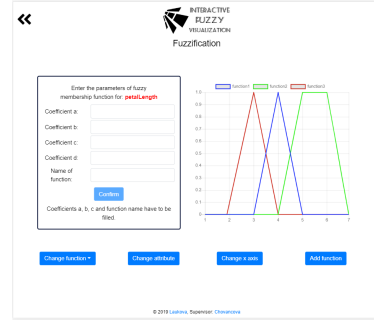 INTERACTIVE
FUZZY
VISUALIZATION
Fuzzification
Enter the parameters of fuzzy
membership function for: petalLength
Coefficient a:
Coefficient b:
Coefficient c:
Coefficient d:
Name of
function:
Confirm
Coefficients a, b, c and function name have to be
filled.
function1 function2 function3
1.0
0.9
0.8
0.7
0.6
0.5
0.4
0.3
0.2
0.1
0
1 2 3 4 5 6 7
Change function
Change attribute
Change x axis
Add function
© 2019 Liskova, Supervisor: Chovancova